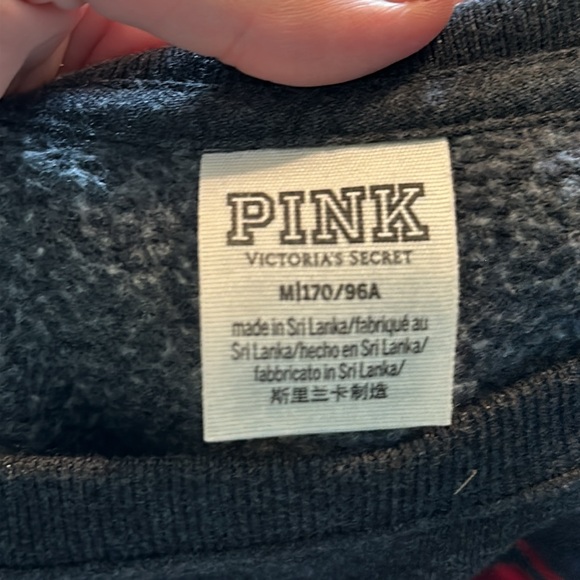 PINK
VICTORIA'S SECRET
M|170/96A
made in Sri Lanka/fabriqué au
Sri Lanka/hecho en Sri Lanka/
fabbricato in Sri Lanka/
斯里兰卡制造